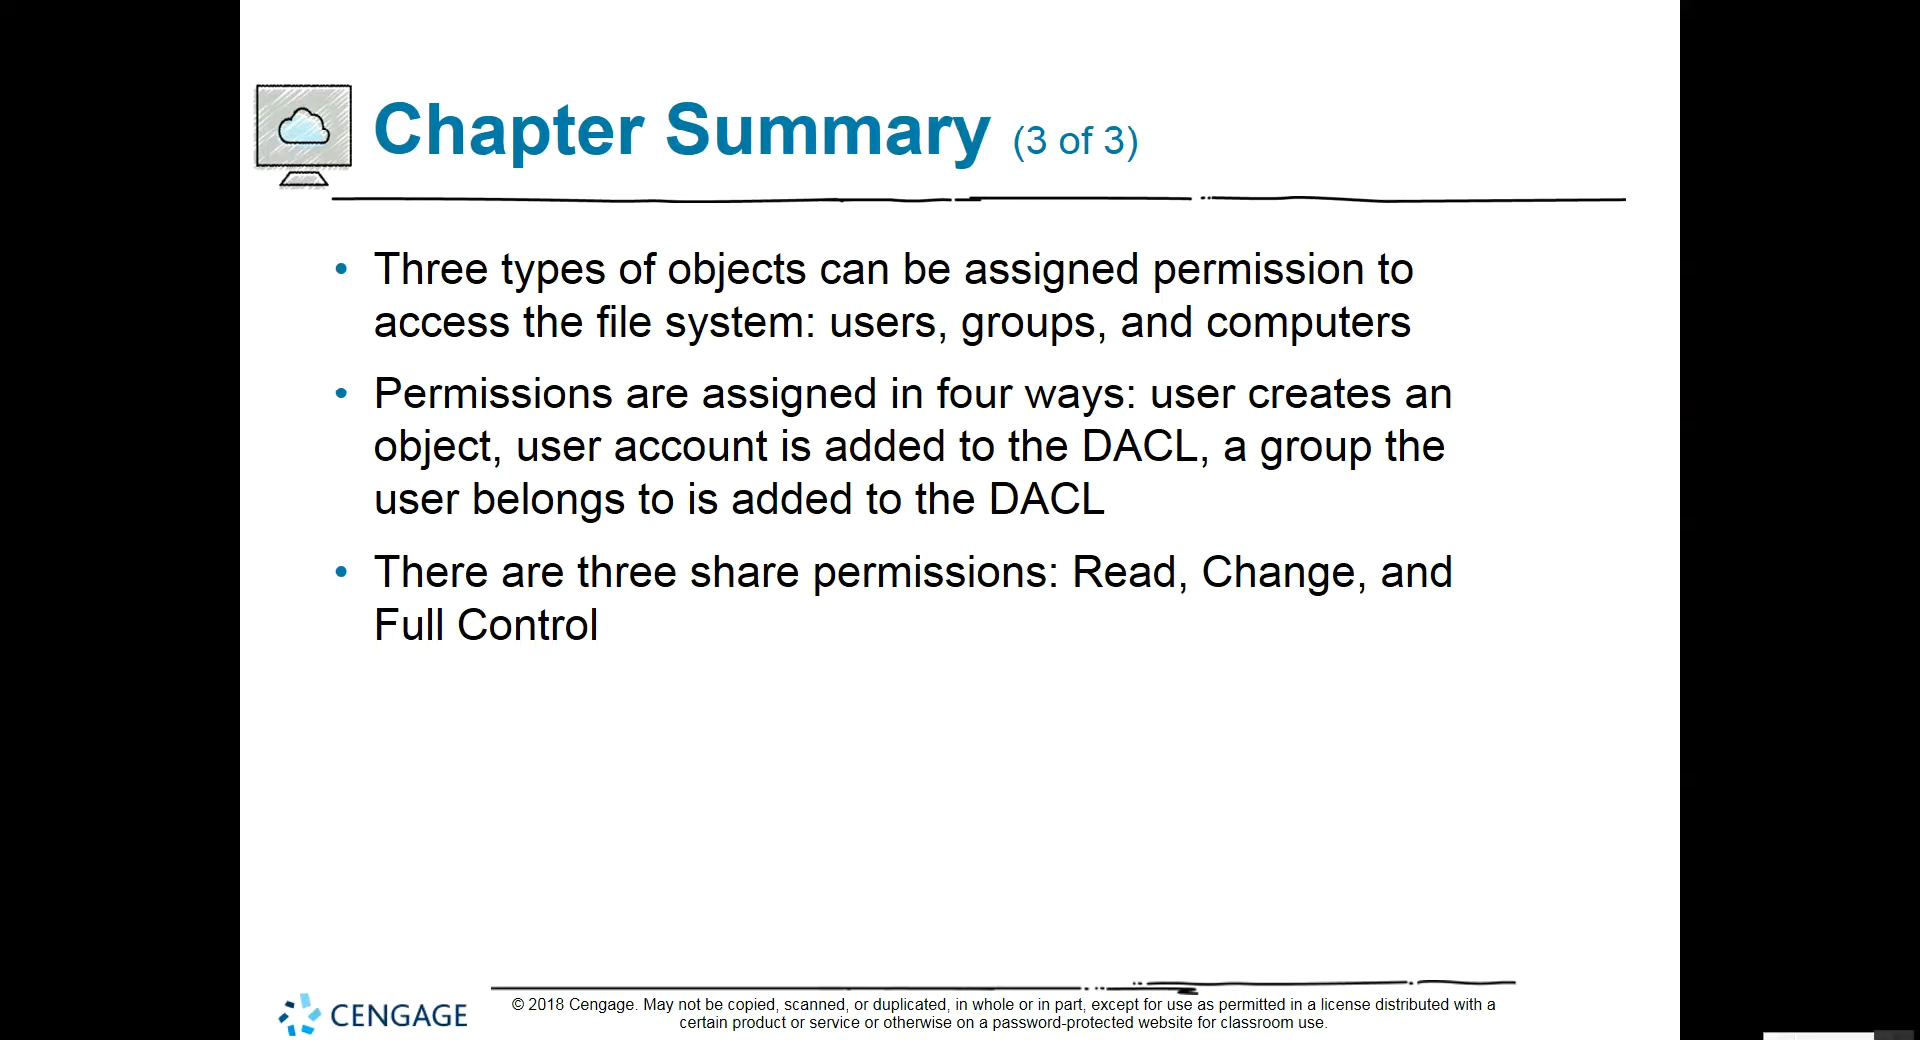 Chapter Summary (3 of 3)
• Three types of objects can be assigned permission to
access the file system: users, groups, and computers
• Permissions are assigned in four ways: user creates an
object, user account is added to the DACL, a group the
user belongs to is added to the DACL
• There are three share permissions: Read, Change, and
Full Control
CENGAGE
© 2018 Cengage. May not be copied, scanned, or duplicated, in whole or in part, except for use as permitted in a license distributed with a
certain product or service or otherwise on a password-protected website for classroom use.